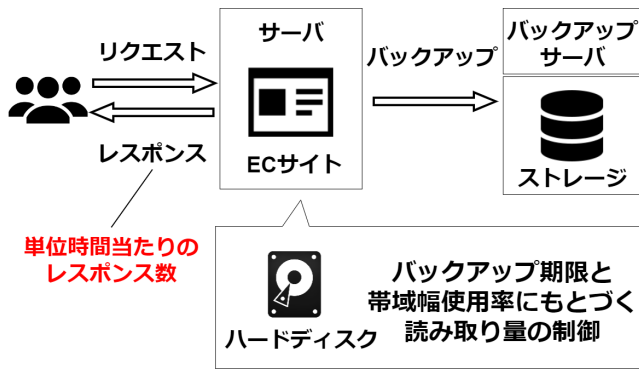 リクエスト
レスポンス
単位時間当たりの
レスポンス数
サーバ
ECサイト
バックアップ
バックアップ
サーバ
ストレージ
ハードディスク
バックアップ期限と
帯域幅使用率にもとづく
読み取り量の制御